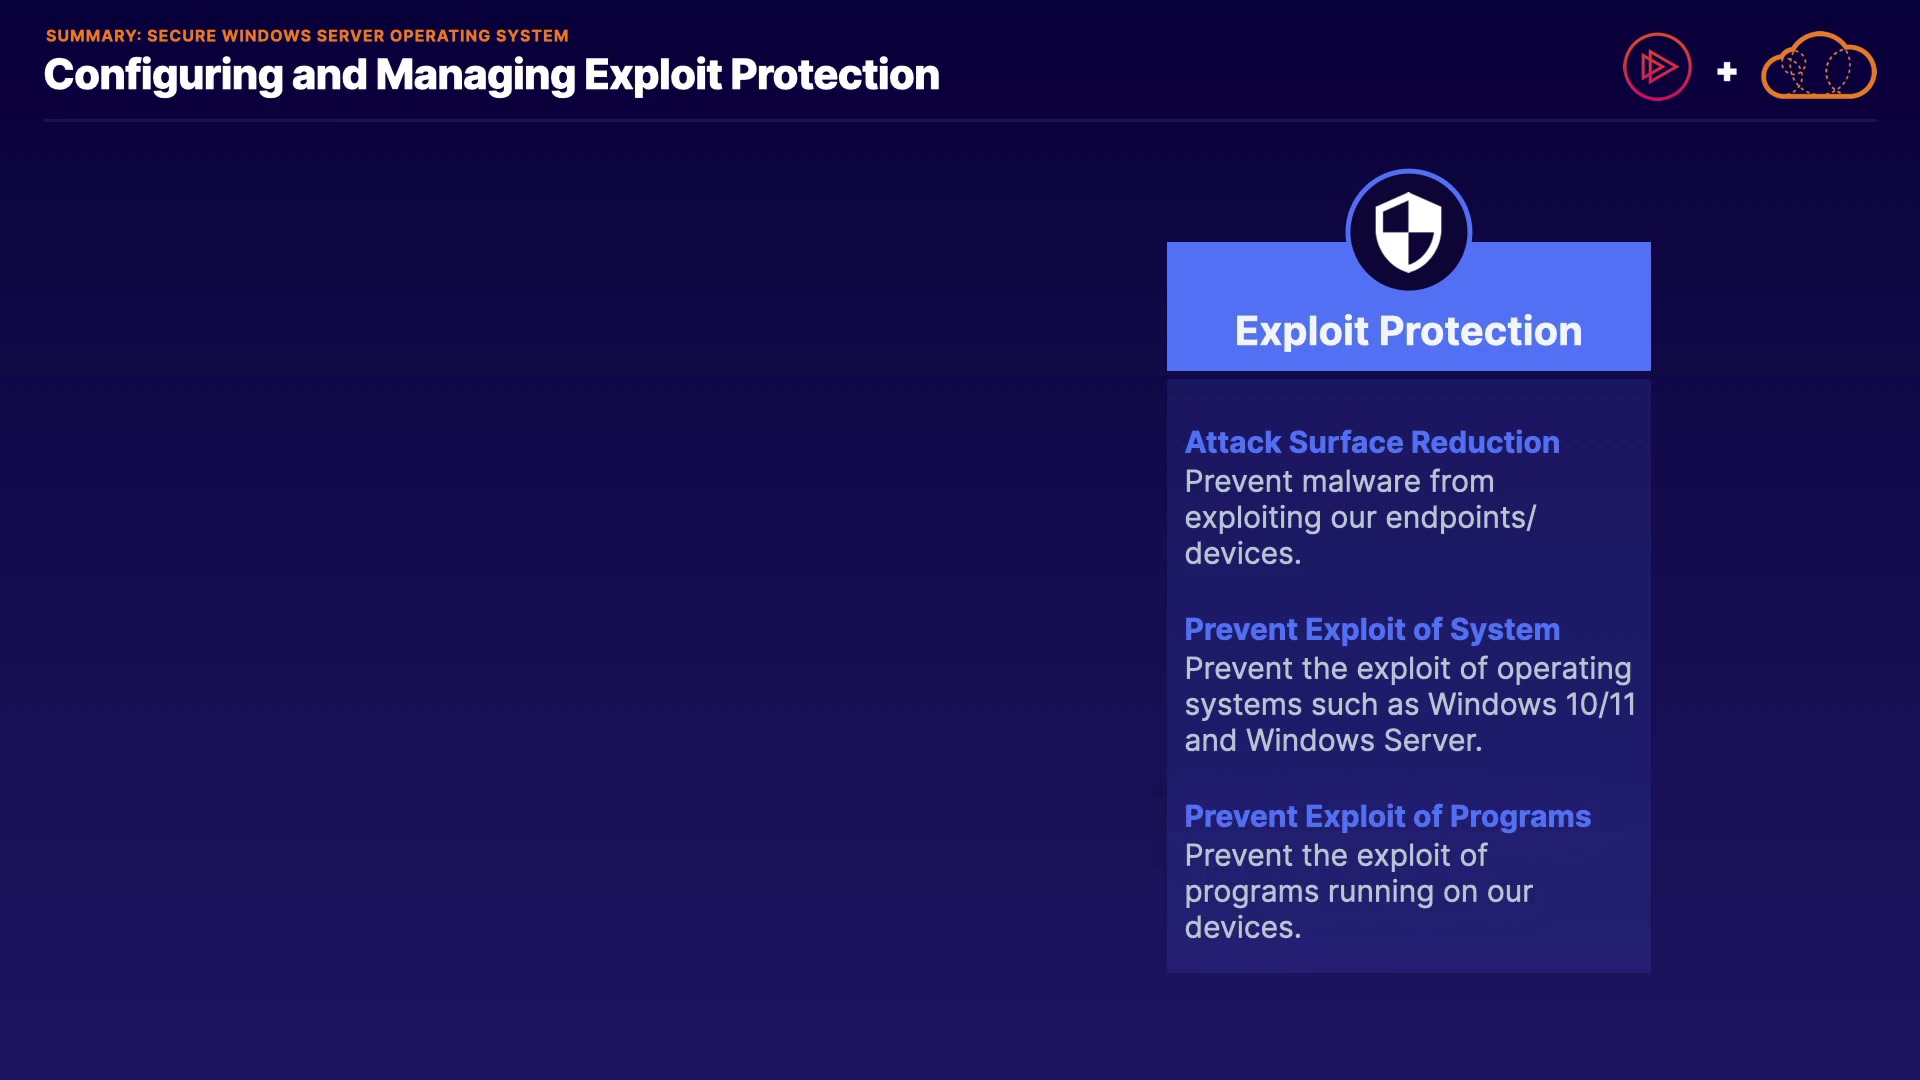 SUMMARY: SECURE WINDOWS SERVER OPERATING SYSTEM
Configuring and Managing Exploit Protection
+
Exploit Protection
Attack Surface Reduction
Prevent malware from
exploiting our endpoints/
devices.
Prevent Exploit of System
Prevent the exploit of operating
systems such as Windows 10/11
and Windows Server.
Prevent Exploit of Programs
Prevent the exploit of
programs running on our
devices.